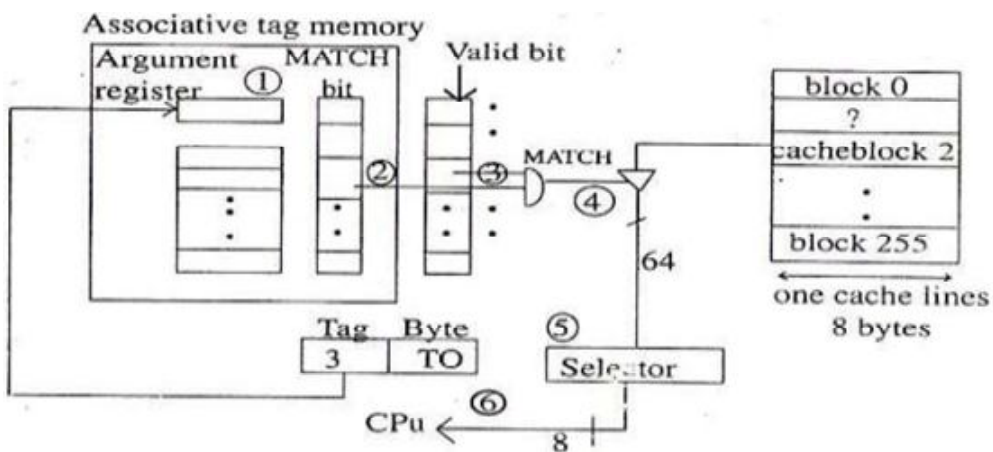 Associative tag memory
Argument
register
①
MATCH
bit
Valid bit
②
③
MATCH
④
block 0
?
cacheblock 2
block 255
one cache lines
8 bytes
64
Tag
Byte
3
TO
⑤
Selector
⑥
CPu
8